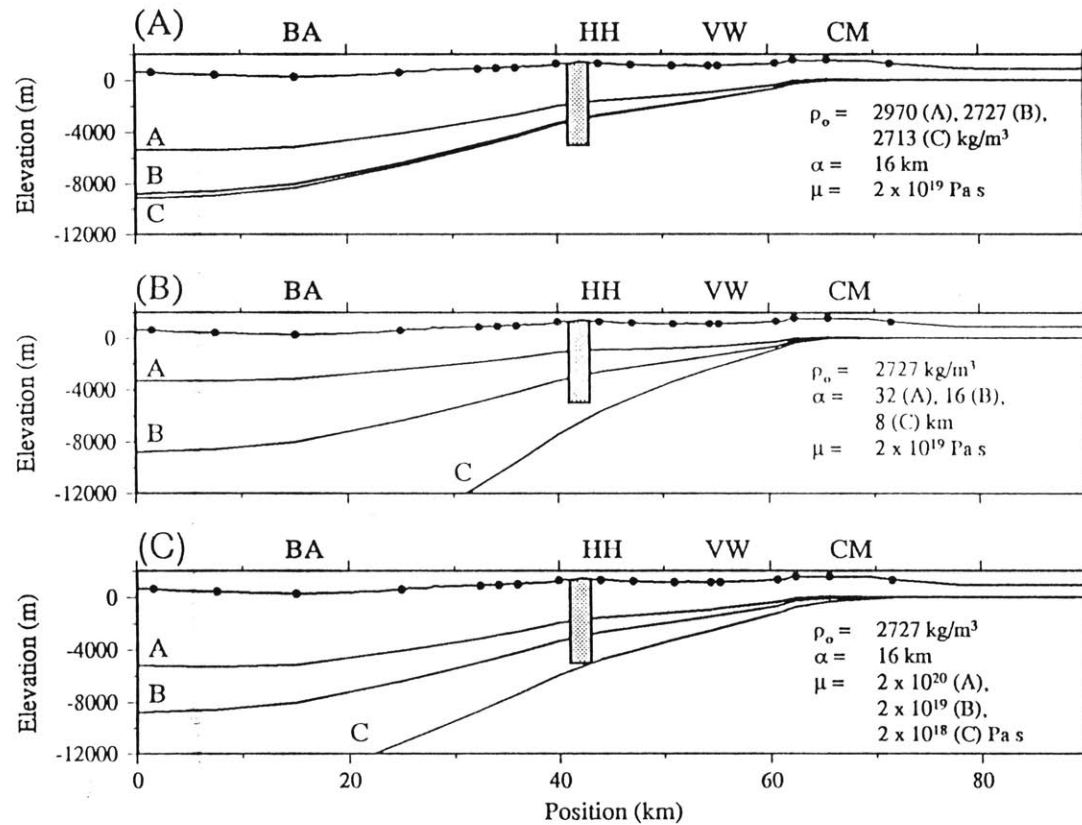 (A)
BA HH VW CM
Elevation (m)
0
-4000
-8000
-12000
A
B
C
ρo = 2970 (A), 2727 (B),
2713 (C) kg/m³
α = 16 km
μ = 2 x 10¹⁹ Pa s
(B)
BA HH VW CM
Elevation (m)
0
-4000
-8000
-12000
A
B
C
ρo = 2727 kg/m³
α = 32 (A), 16 (B),
8 (C) km
μ = 2 x 10¹⁹ Pa s
(C)
BA HH VW CM
Elevation (m)
0
-4000
-8000
-12000
A
B
C
ρo = 2727 kg/m³
α = 16 km
μ = 2 x 10²⁰ (A),
2 x 10¹⁹ (B),
2 x 10¹⁸ (C) Pa s
0 20 40 60 80
Position (km)